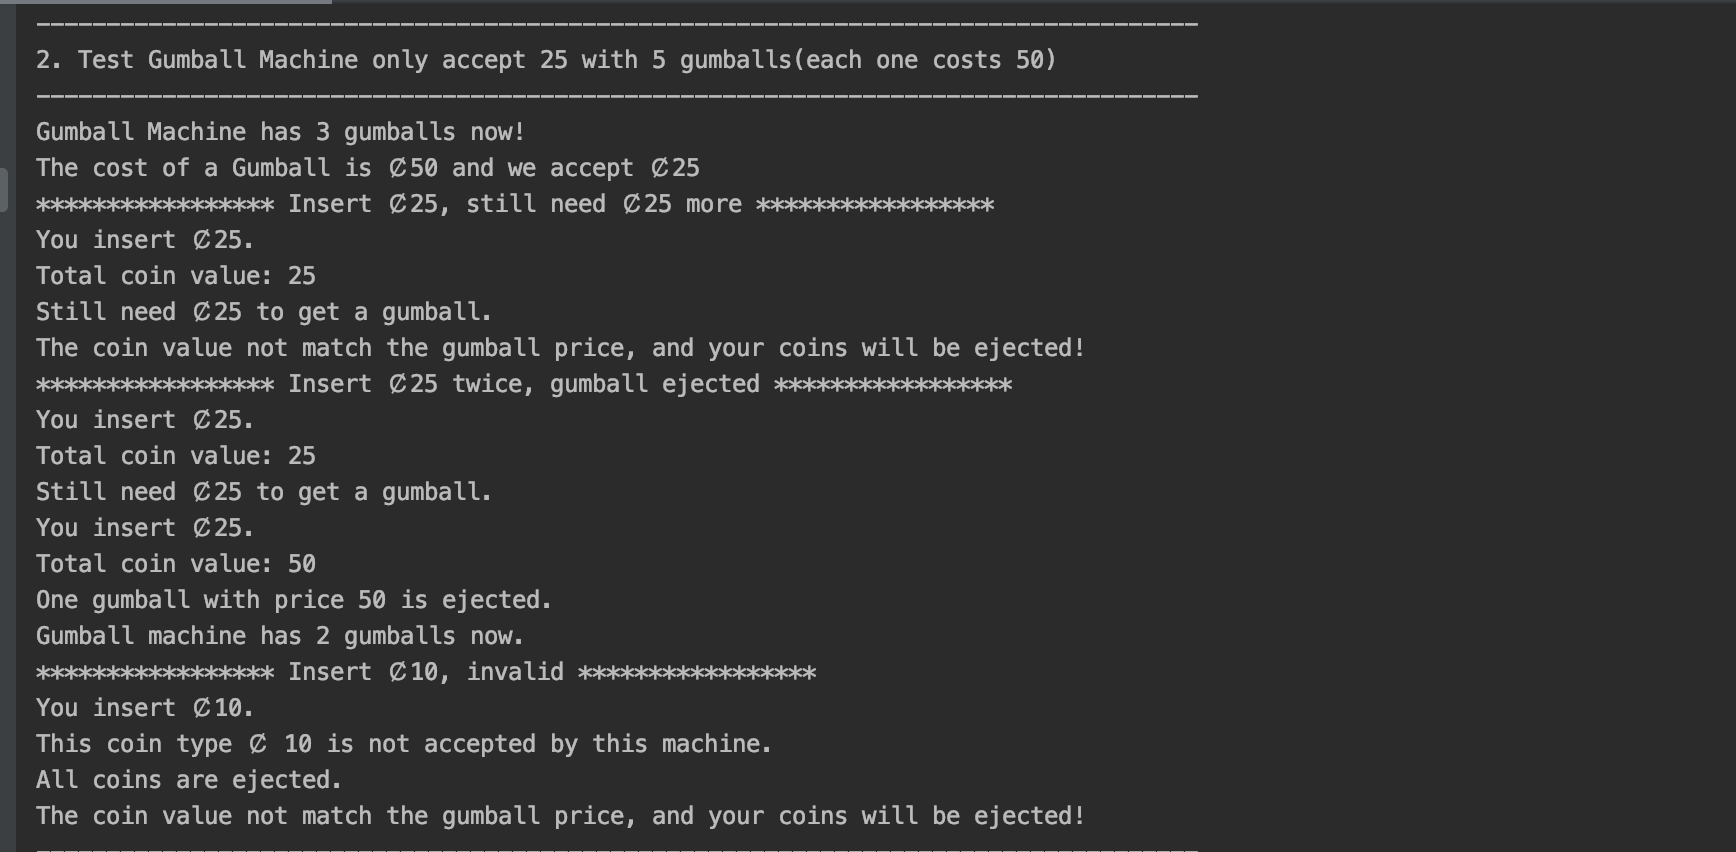 --------------------------------------------------------------------------------
2. Test Gumball Machine only accept 25 with 5 gumballs(each one costs 50)
--------------------------------------------------------------------------------
Gumball Machine has 3 gumballs now!
The cost of a Gumball is ₡50 and we accept ₡25
***************** Insert ₡25, still need ₡25 more *****************
You insert ₡25.
Total coin value: 25
Still need ₡25 to get a gumball.
The coin value not match the gumball price, and your coins will be ejected!
***************** Insert ₡25 twice, gumball ejected *****************
You insert ₡25.
Total coin value: 25
Still need ₡25 to get a gumball.
You insert ₡25.
Total coin value: 50
One gumball with price 50 is ejected.
Gumball machine has 2 gumballs now.
***************** Insert ₡10, invalid *****************
You insert ₡10.
This coin type ₡ 10 is not accepted by this machine.
All coins are ejected.
The coin value not match the gumball price, and your coins will be ejected!
--------------------------------------------------------------------------------